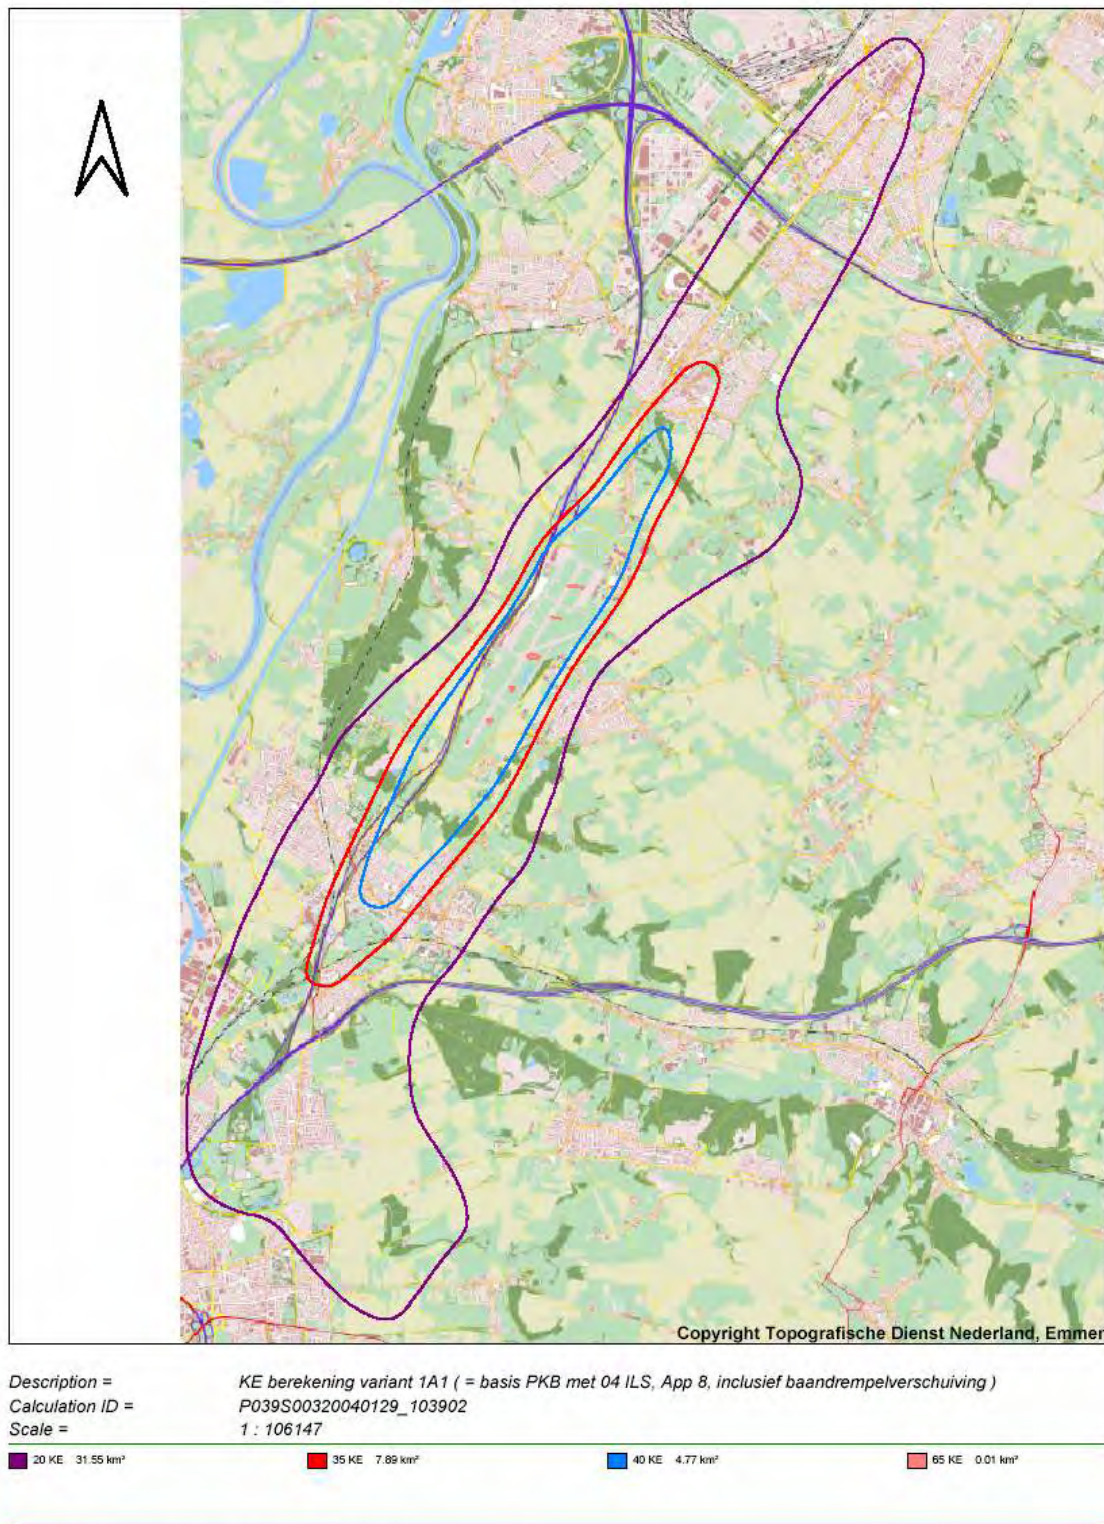 Copyright Topografische Dienst Nederland, Emmen
Description = KE berekening variant 1A1 ( = basis PKB met 04 ILS, App 8, inclusief baandrempelverschuiving )
Calculation ID = P039S00320040129_103902
Scale = 1 : 106147
20 KE 31.55 km² 35 KE 7.89 km² 40 KE 4.77 km² 65 KE 0.01 km²